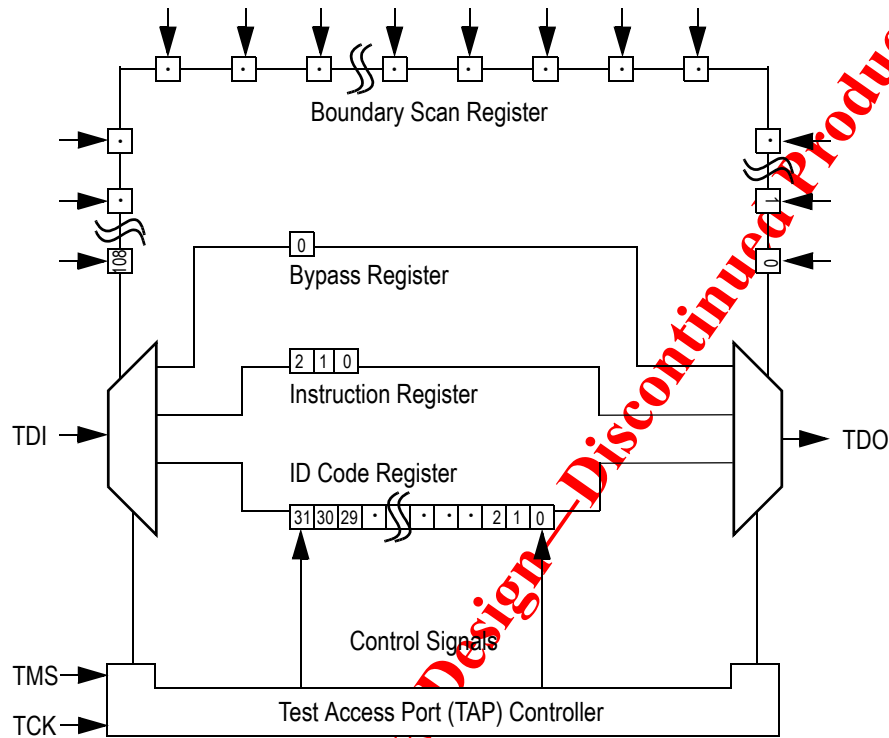 Boundary Scan Register
108
1
0
0
Bypass Register
2 1 0
Instruction Register
TDI
TDO
ID Code Register
31 30 29 · · · · 2 1 0
Control Signals
TMS
TCK
Test Access Port (TAP) Controller
Design—Discontinued Produc